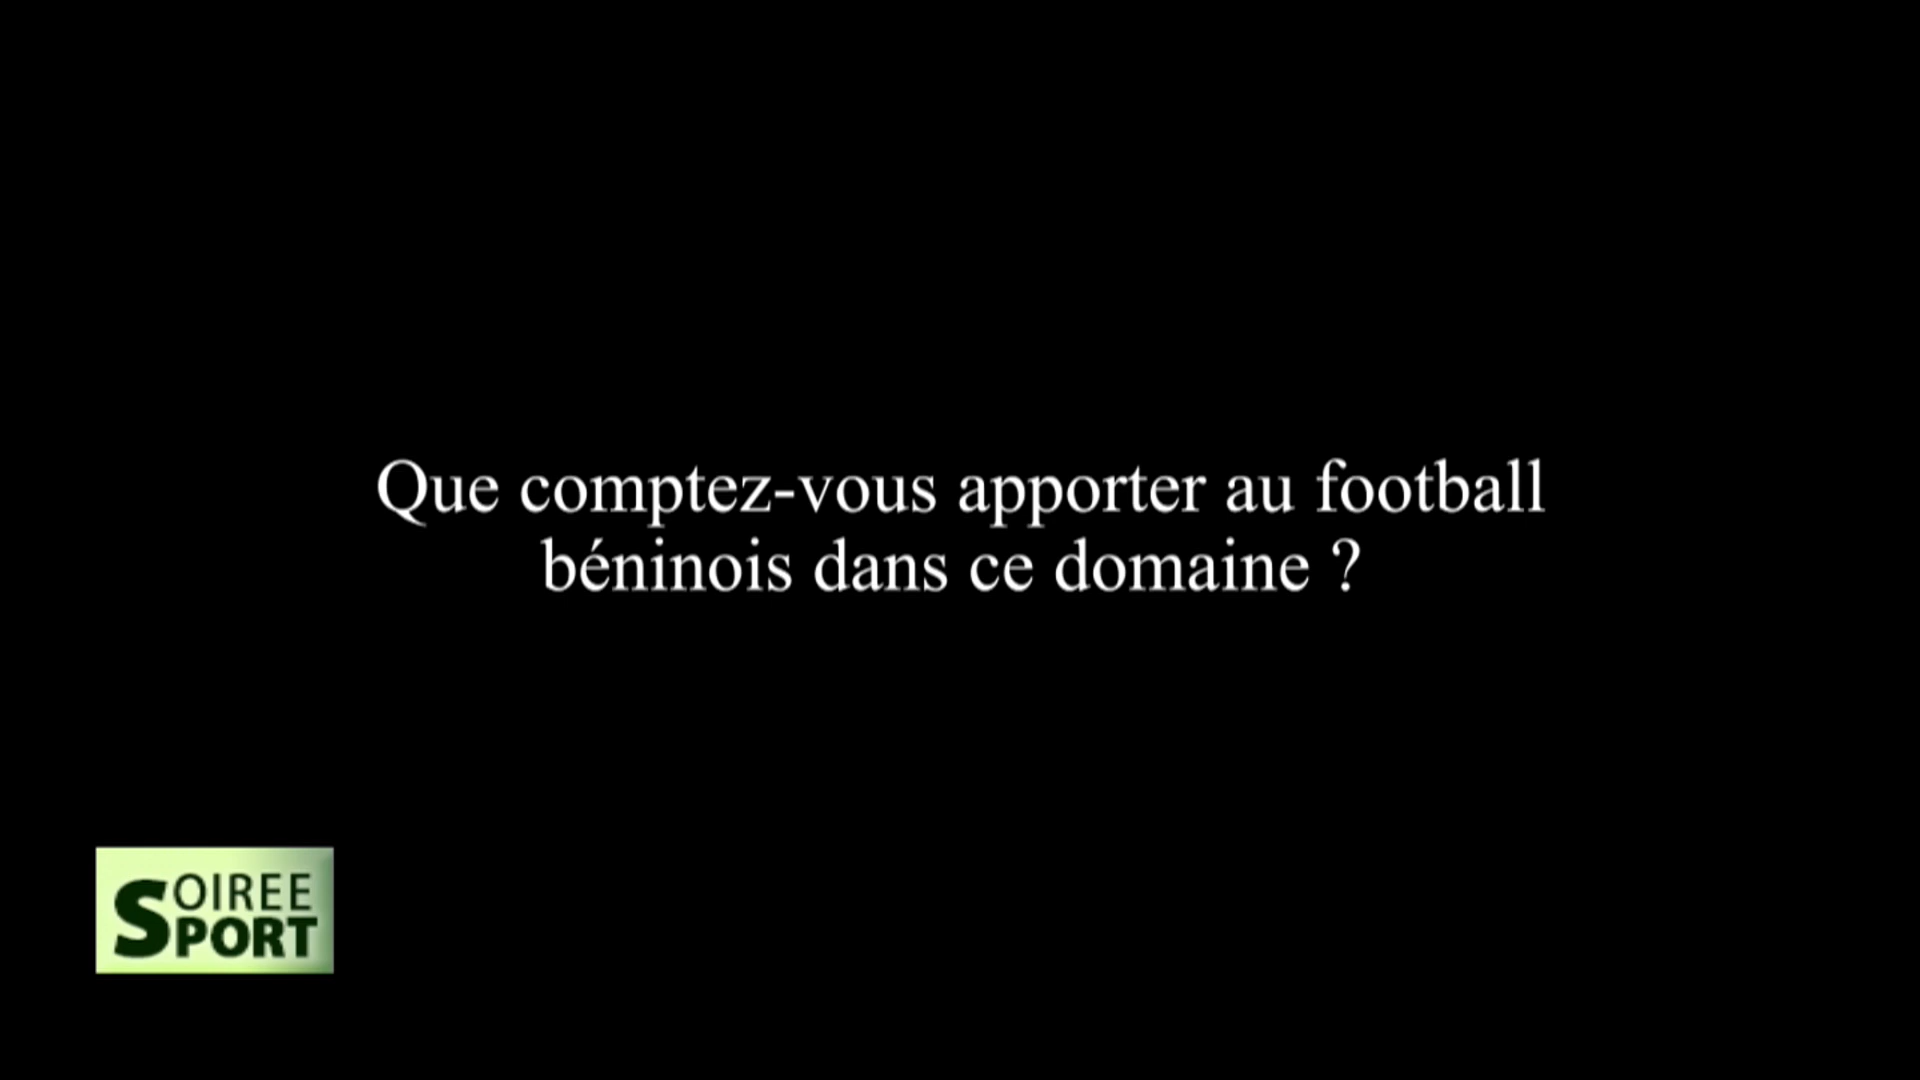 Que comptez-vous apporter au football
béninois dans ce domaine ?
SOIREE
SPORT